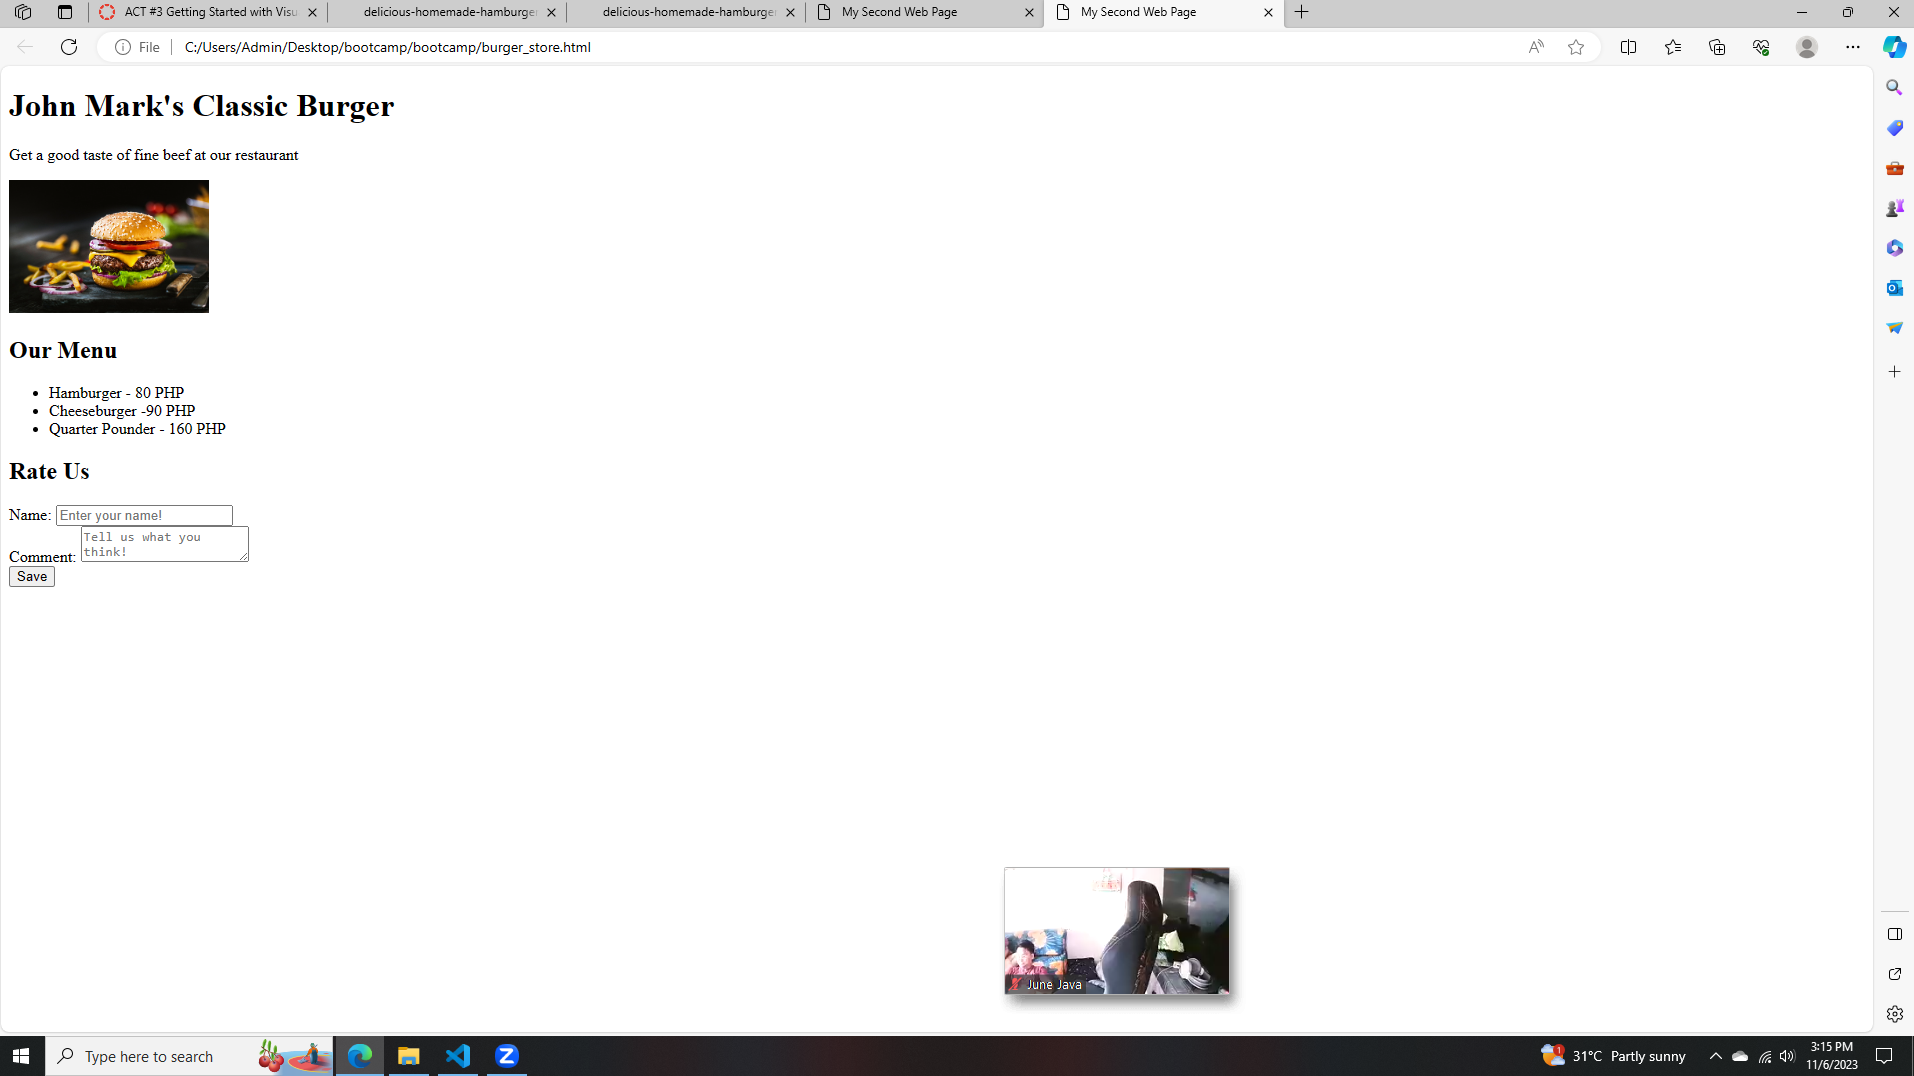 ACT #3 Getting Started with Visu
delicious-homemade-hamburger
delicious-homemade-hamburger
My Second Web Page
My Second Web Page
File
C:/Users/Admin/Desktop/bootcamp/bootcamp/burger_store.html
John Mark's Classic Burger
Get a good taste of fine beef at our restaurant
Our Menu
Hamburger - 80 PHP
Cheeseburger -90 PHP
Quarter Pounder - 160 PHP
Rate Us
Name: Enter your name!
Tell us what you
Comment: think!
Save
June Java
Type here to search
1
31°C Partly sunny
3:15 PM
11/6/2023